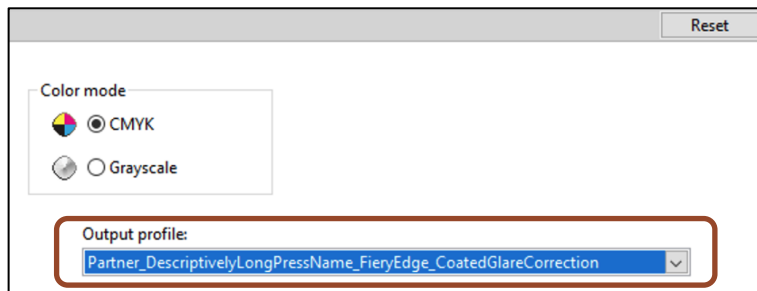 Reset
Color mode
CMYK
Grayscale
Output profile:
Partner_DescriptivelyLongPressName_FieryEdge_CoatedGlareCorrection